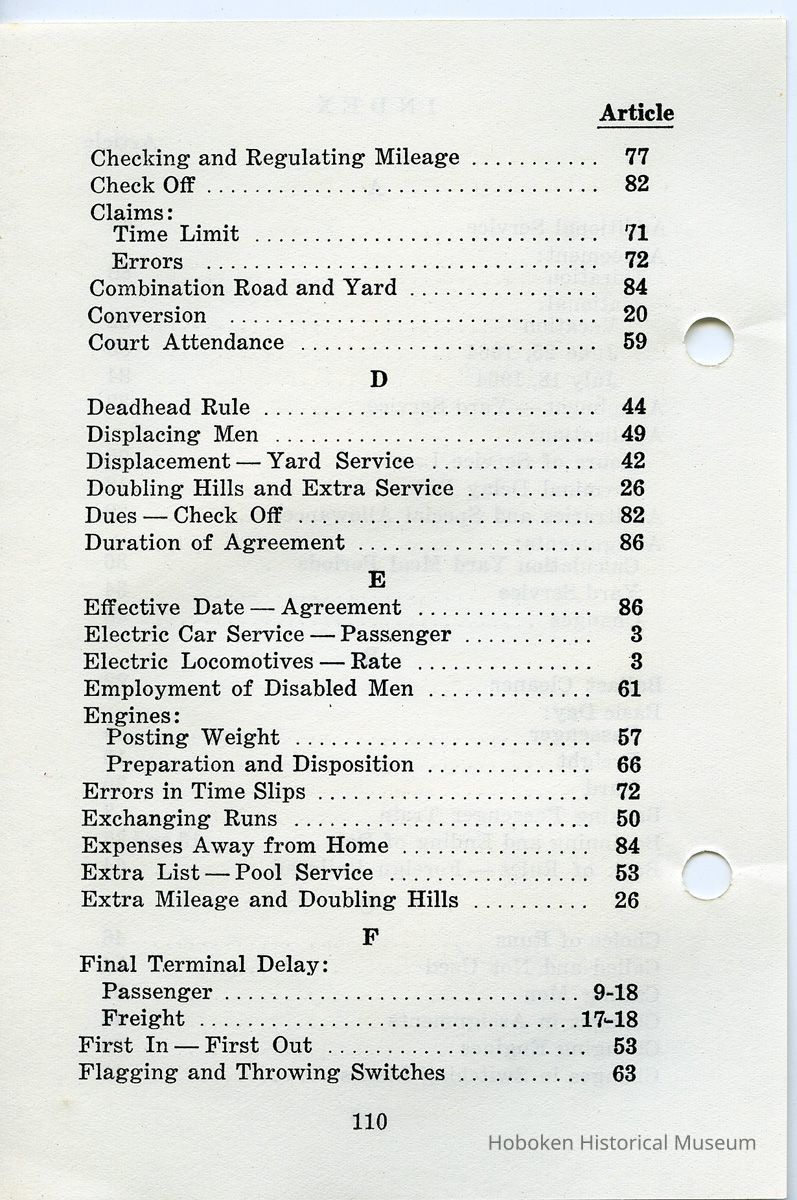 Article
Checking and Regulating Mileage ........... 77
Check Off .................................. 82
Claims:
Time Limit ............................. 71
Errors ................................. 72
Combination Road and Yard ................ 84
Conversion ................................ 20
Court Attendance .......................... 59
D
Deadhead Rule ............................. 44
Displacing Men ............................ 49
Displacement — Yard Service ............... 42
Doubling Hills and Extra Service ........... 26
Dues — Check Off .......................... 82
Duration of Agreement ..................... 86
E
Effective Date — Agreement ................ 86
Electric Car Service — Passenger ............ 3
Electric Locomotives — Rate ................ 3
Employment of Disabled Men ............... 61
Engines:
Posting Weight .......................... 57
Preparation and Disposition .............. 66
Errors in Time Slips ........................ 72
Exchanging Runs .......................... 50
Expenses Away from Home ................. 84
Extra List — Pool Service ................... 53
Extra Mileage and Doubling Hills .......... 26
F
Final Terminal Delay:
Passenger ............................... 9-18
Freight ................................. 17-18
First In — First Out ....................... 53
Flagging and Throwing Switches ........... 63
110
Hoboken Historical Museum